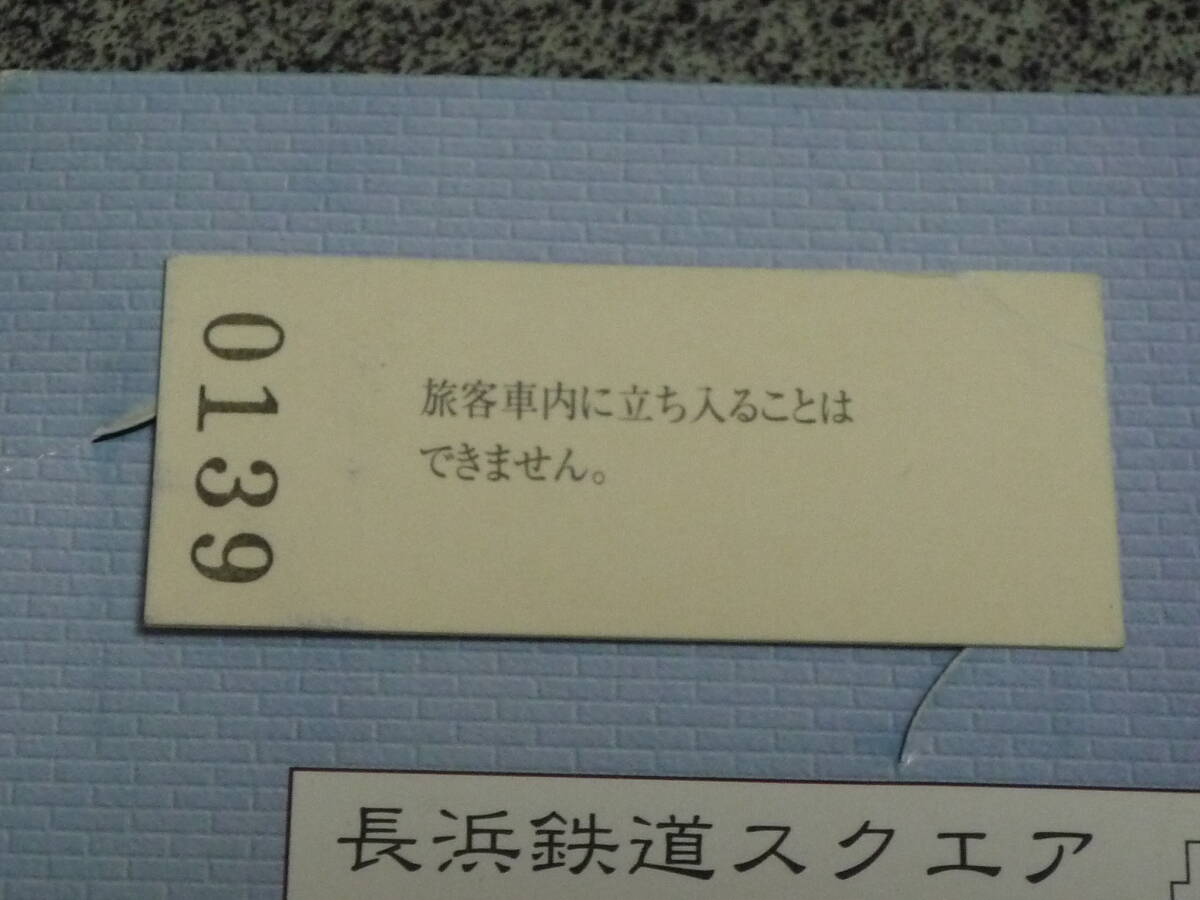 0139
旅客車内に立ち入ることは
できません。
長浜鉄道スクエア